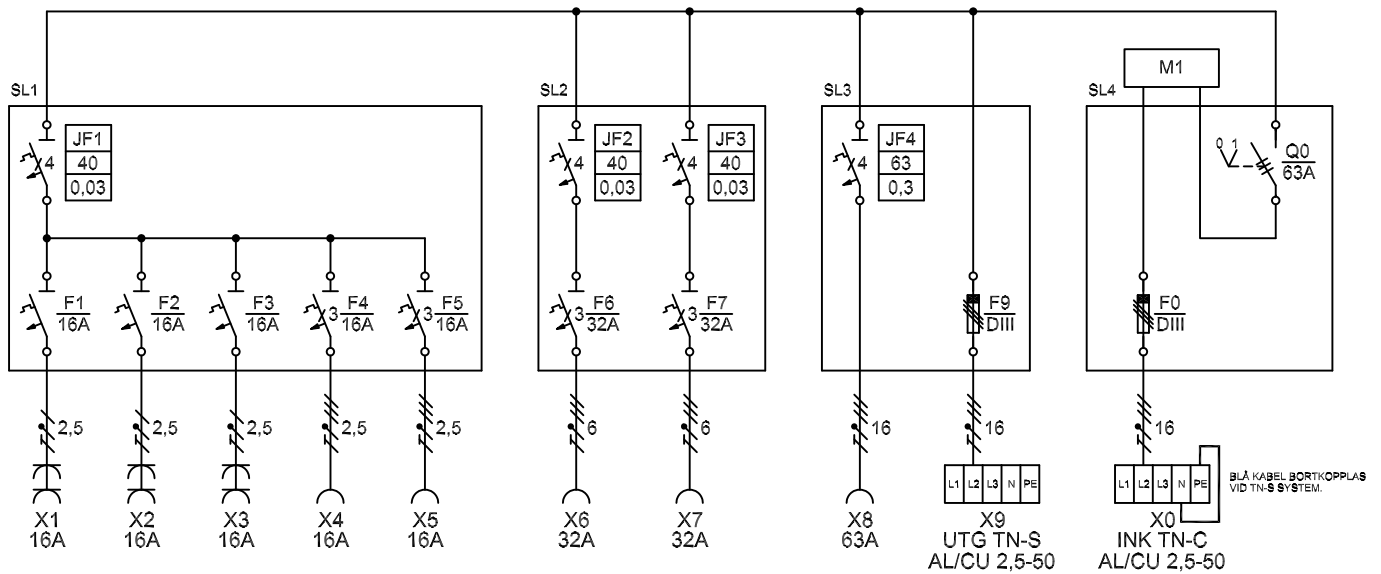 M1
SL1
SL2
SL3
SL4
JF1
40
0,03
4
JF2
40
0,03
4
JF3
40
0,03
4
JF4
63
0,3
4
0 1
Q0
63A
F1
16A
F2
16A
F3
16A
3
F4
16A
3
F5
16A
3
F6
32A
3
F7
32A
F9
DIII
F0
DIII
2,5
2,5
2,5
2,5
2,5
6
6
16
16
16
L1 L2 L3 N PE
L1 L2 L3 N PE
BLÅ KABEL BORTKOPPLAS
VID TN-S SYSTEM.
X1
16A
X2
16A
X3
16A
X4
16A
X5
16A
X6
32A
X7
32A
X8
63A
X9
UTG TN-S
AL/CU 2,5-50
X0
INK TN-C
AL/CU 2,5-50